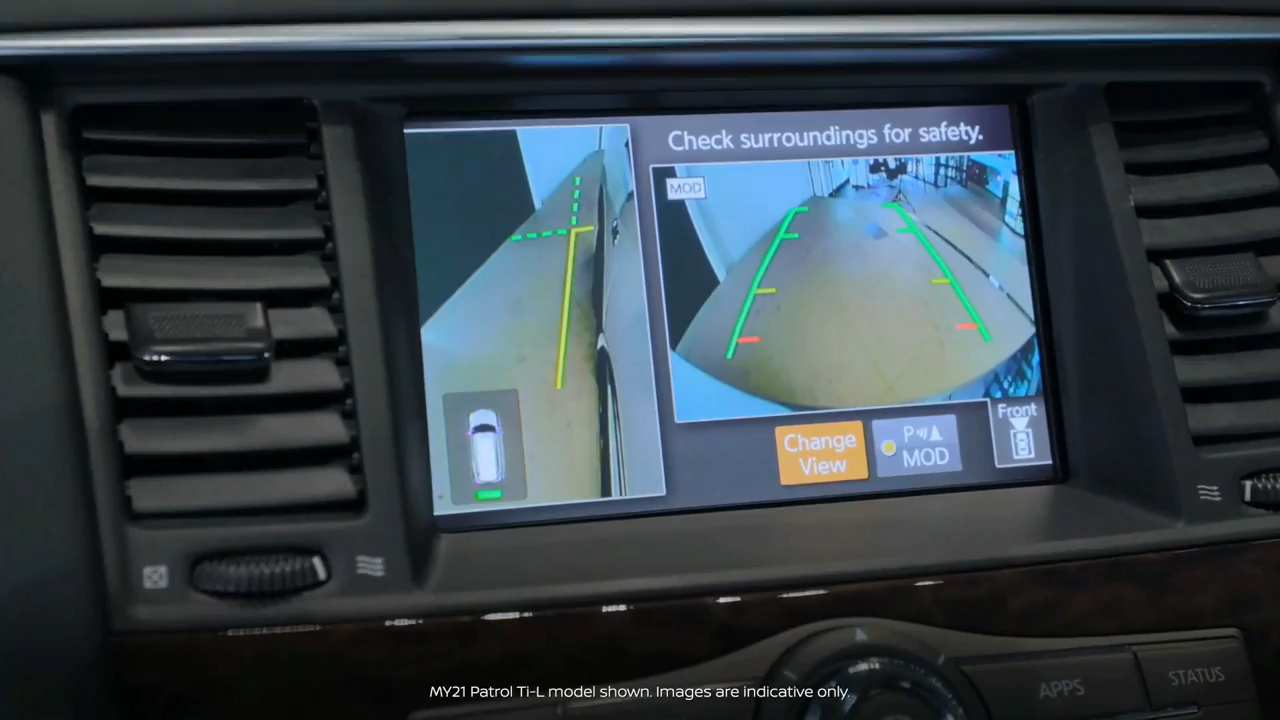 Check surroundings for safety.
MOD
Front
Change
View
P
MOD
APPS
STATUS
MY21 Patrol Ti-L model shown. Images are indicative only.